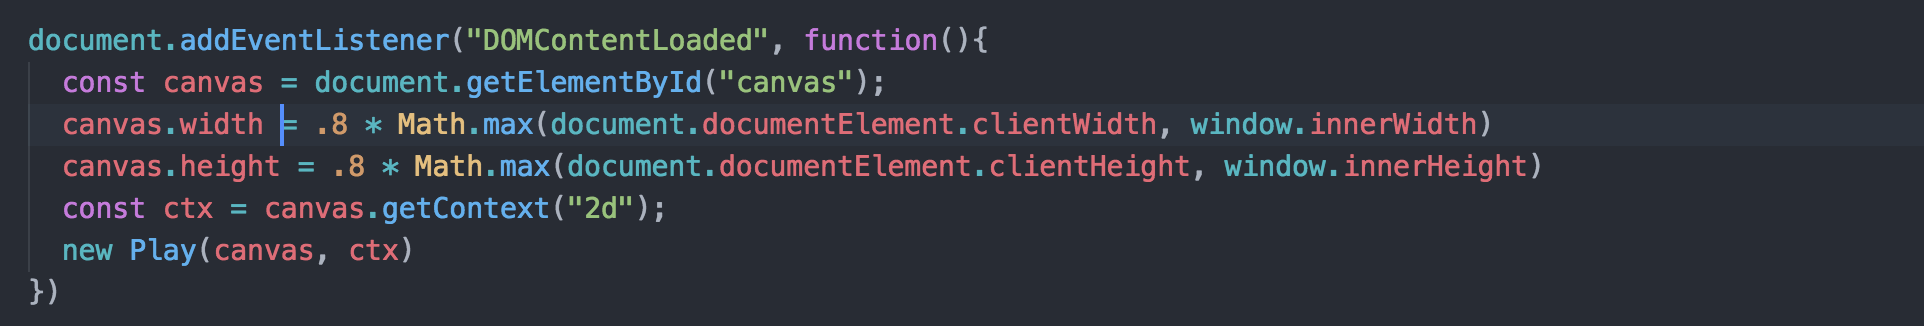 document.addEventListener("DOMContentLoaded", function(){
  const canvas = document.getElementById("canvas");
  canvas.width = .8 * Math.max(document.documentElement.clientWidth, window.innerWidth)
  canvas.height = .8 * Math.max(document.documentElement.clientHeight, window.innerHeight)
  const ctx = canvas.getContext("2d");
  new Play(canvas, ctx)
})